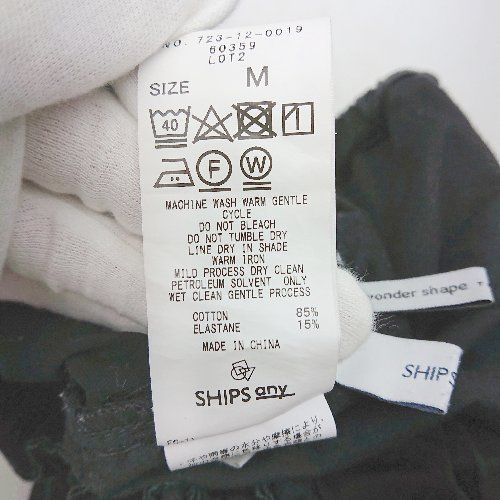 NO. 723-12-0019
60359
LOT2
SIZE M
40
F W
MACHINE WASH WARM GENTLE
CYCLE
DO NOT BLEACH
DO NOT TUMBLE DRY
LINE DRY IN SHADE
WARM IRON
MILD PROCESS DRY CLEAN
PETROLEUM SOLVENT ONLY
WET CLEAN GENTLE PROCESS
COTTON 85%
ELASTANE 15%
MADE IN CHINA
SHIPS any
wonder shape
SHIPS